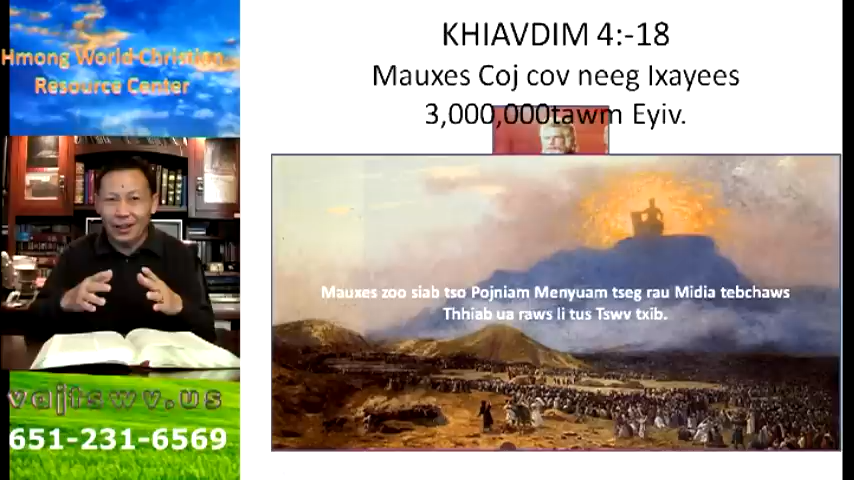 Hmong World Christian
Resource Center
vajtswv.us
651-231-6569
KHIAVDIM 4:-18
Mauxes Coj cov neeg Ixayees
3,000,000tawm Eyiv.
Mauxes zoo siab tso Pojniam Menyuam tseg rau Midia tebchaws
Thhiab ua raws li tus Tswv txib.